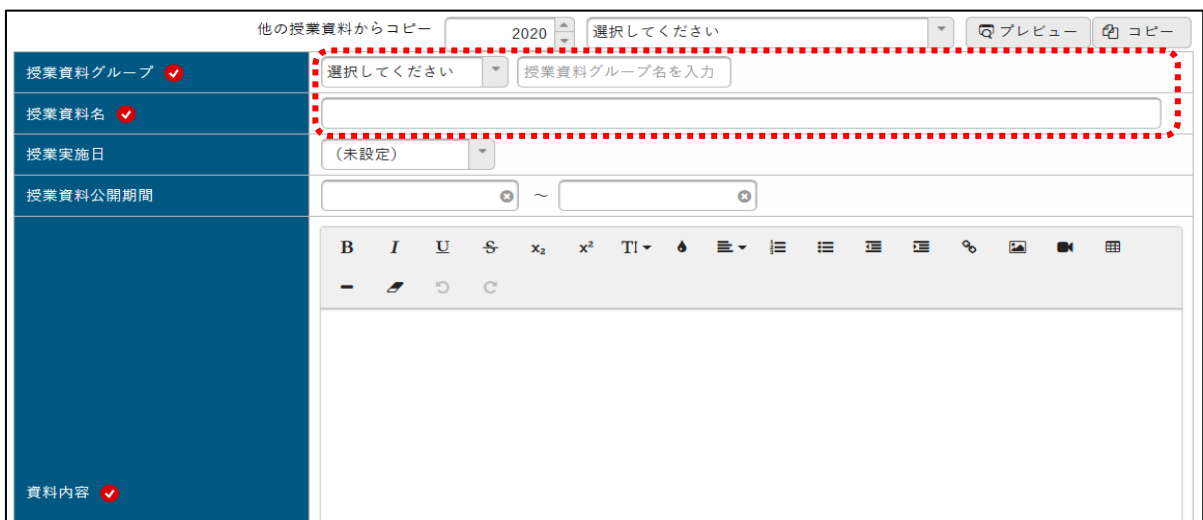 他の授業資料からコピー 2020 選択してください プレビュー コピー
授業資料グループ 選択してください 授業資料グループ名を入力
授業資料名
授業実施日 (未設定)
授業資料公開期間 ～
B I U S x₂ x² T!
資料内容